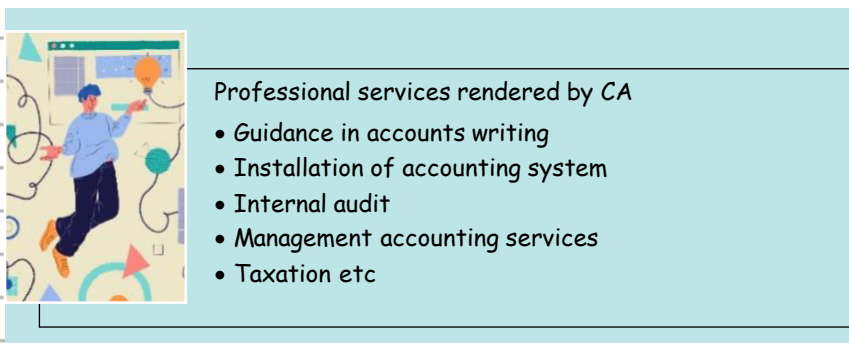 Professional services rendered by CA
• Guidance in accounts writing
• Installation of accounting system
• Internal audit
• Management accounting services
• Taxation etc